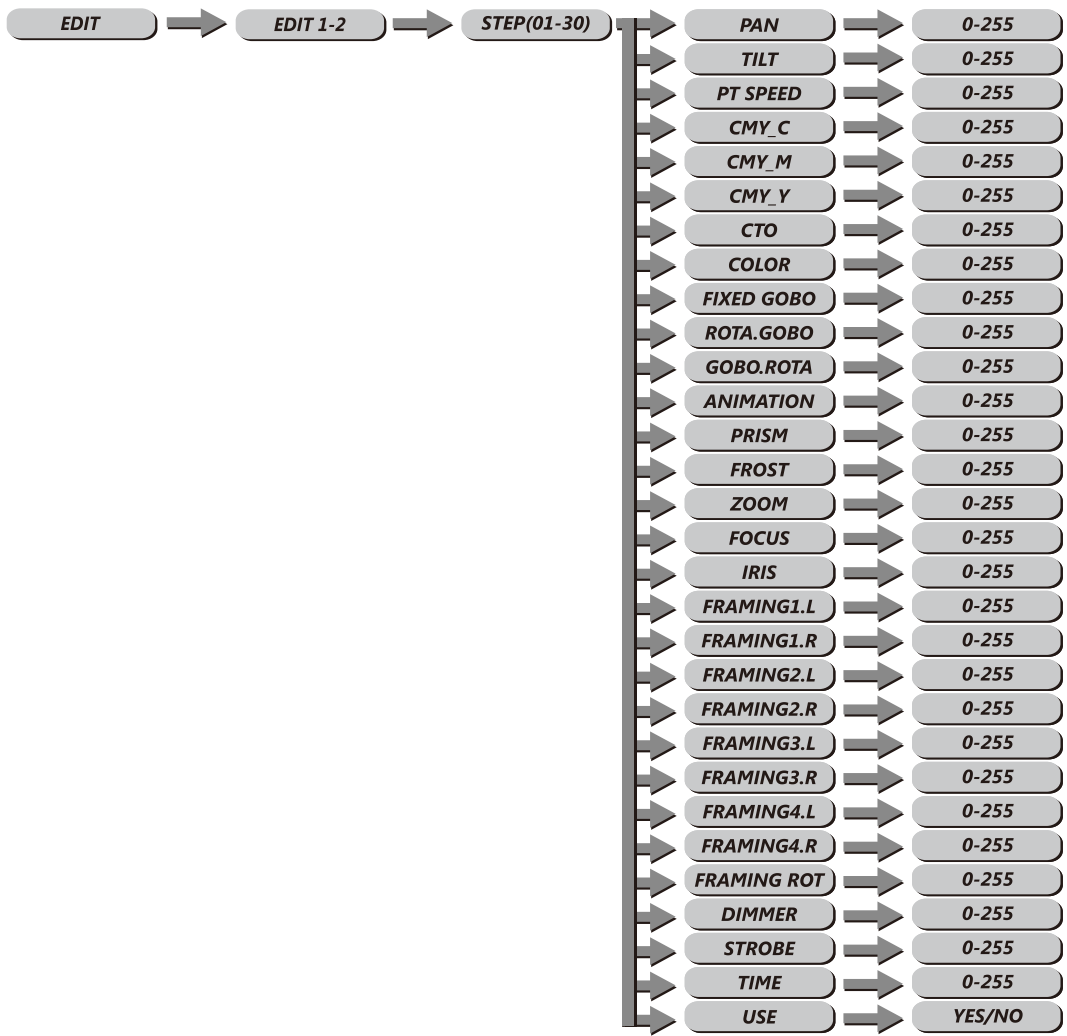 EDIT EDIT 1-2 STEP(01-30) PAN 0-255
TILT 0-255
PT SPEED 0-255
CMY_C 0-255
CMY_M 0-255
CMY_Y 0-255
CTO 0-255
COLOR 0-255
FIXED GOBO 0-255
ROTA.GOBO 0-255
GOBO.ROTA 0-255
ANIMATION 0-255
PRISM 0-255
FROST 0-255
ZOOM 0-255
FOCUS 0-255
IRIS 0-255
FRAMING1.L 0-255
FRAMING1.R 0-255
FRAMING2.L 0-255
FRAMING2.R 0-255
FRAMING3.L 0-255
FRAMING3.R 0-255
FRAMING4.L 0-255
FRAMING4.R 0-255
FRAMING ROT 0-255
DIMMER 0-255
STROBE 0-255
TIME 0-255
USE YES/NO